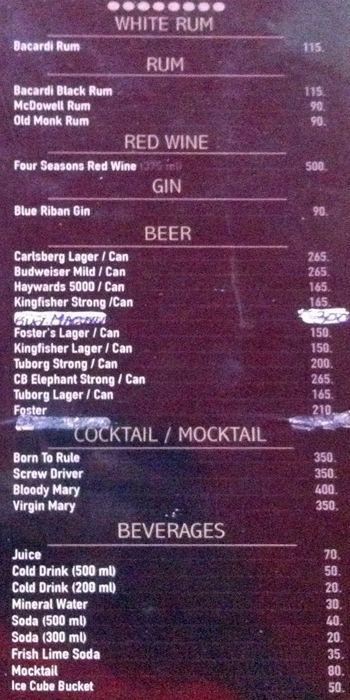 WHITE RUM
Bacardi Rum 115.
RUM
Bacardi Black Rum 115.
McDowell Rum 90.
Old Monk Rum 90.
RED WINE
Four Seasons Red Wine (375 ml) 500.
GIN
Blue Riban Gin 90.
BEER
Carlsberg Lager / Can 265.
Budweiser Mild / Can 265.
Haywards 5000 / Can 165.
Kingfisher Strong /Can 165.
300
Foster's Lager / Can 150.
Kingfisher Lager / Can 150.
Tuborg Strong / Can 200.
CB Elephant Strong / Can 265.
Tuborg Lager / Can 165.
Foster 210.
COCKTAIL / MOCKTAIL
Born To Rule 350.
Screw Driver 350.
Bloody Mary 400.
Virgin Mary 350.
BEVERAGES
Juice 70.
Cold Drink (500 ml) 50.
Cold Drink (200 ml) 20.
Mineral Water 30.
Soda (500 ml) 40.
Soda (300 ml) 20.
Frish Lime Soda 35.
Mocktail 80.
Ice Cube Bucket 50.